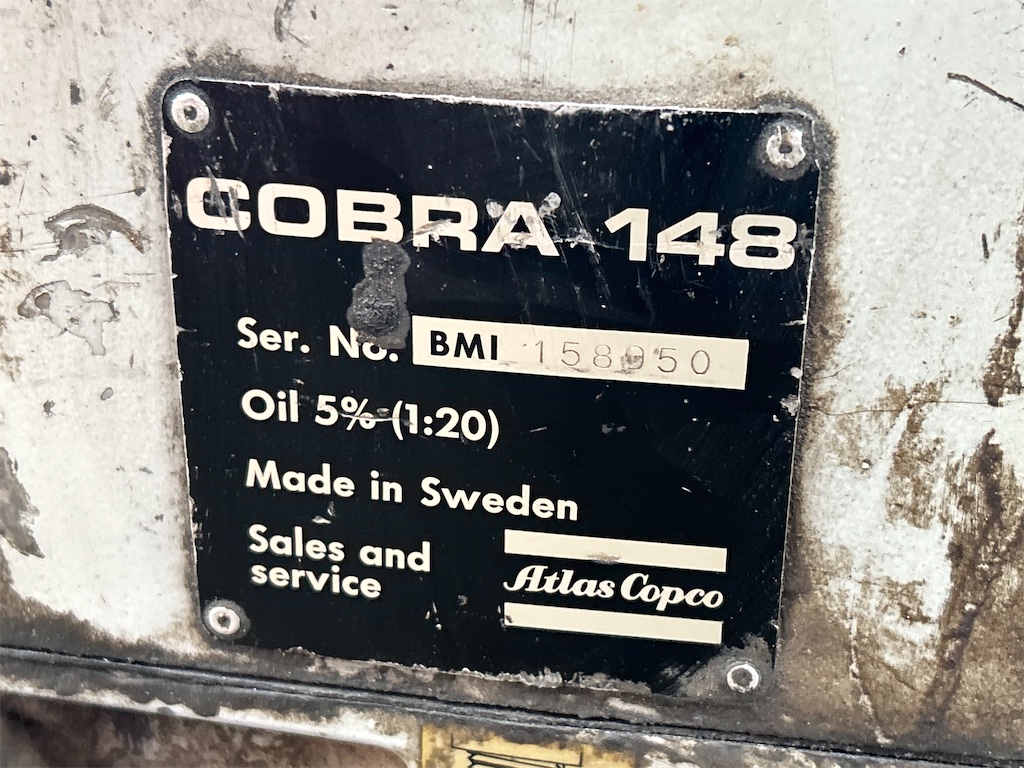 COBRA 148
Ser. No. BMI 158950
Oil 5% (1:20)
Made in Sweden
Sales and
service
Atlas Copco